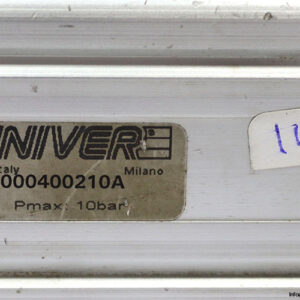 UNIVER
Italy Milano
000400210A
Pmax: 10bar